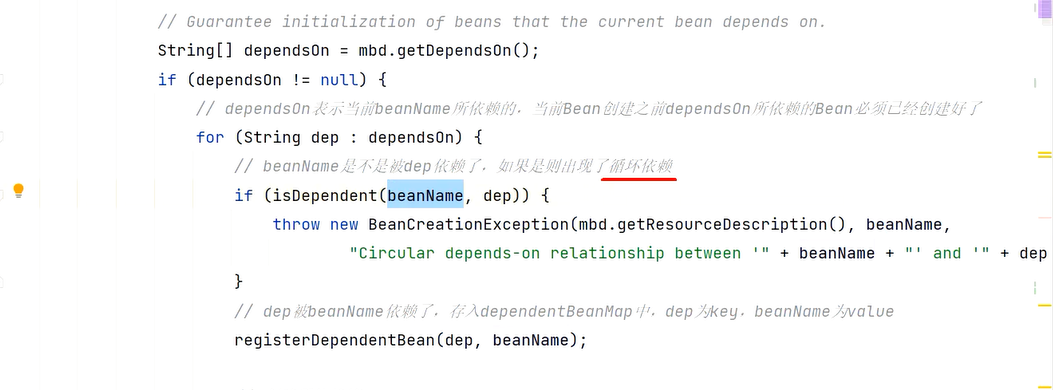 // Guarantee initialization of beans that the current bean depends on.
String[] dependsOn = mbd.getDependsOn();
if (dependsOn != null) {
// dependsOn表示当前beanName所依赖的，当前Bean创建之前dependsOn所依赖的Bean必须已经创建好了
for (String dep : dependsOn) {
// beanName是不是被dep依赖了，如果是则出现了循环依赖
if (isDependent(beanName, dep)) {
throw new BeanCreationException(mbd.getResourceDescription(), beanName,
"Circular depends-on relationship between '" + beanName + "' and '" + dep
}
// dep被beanName依赖了，存入dependentBeanMap中，dep为key，beanName为value
registerDependentBean(dep, beanName);